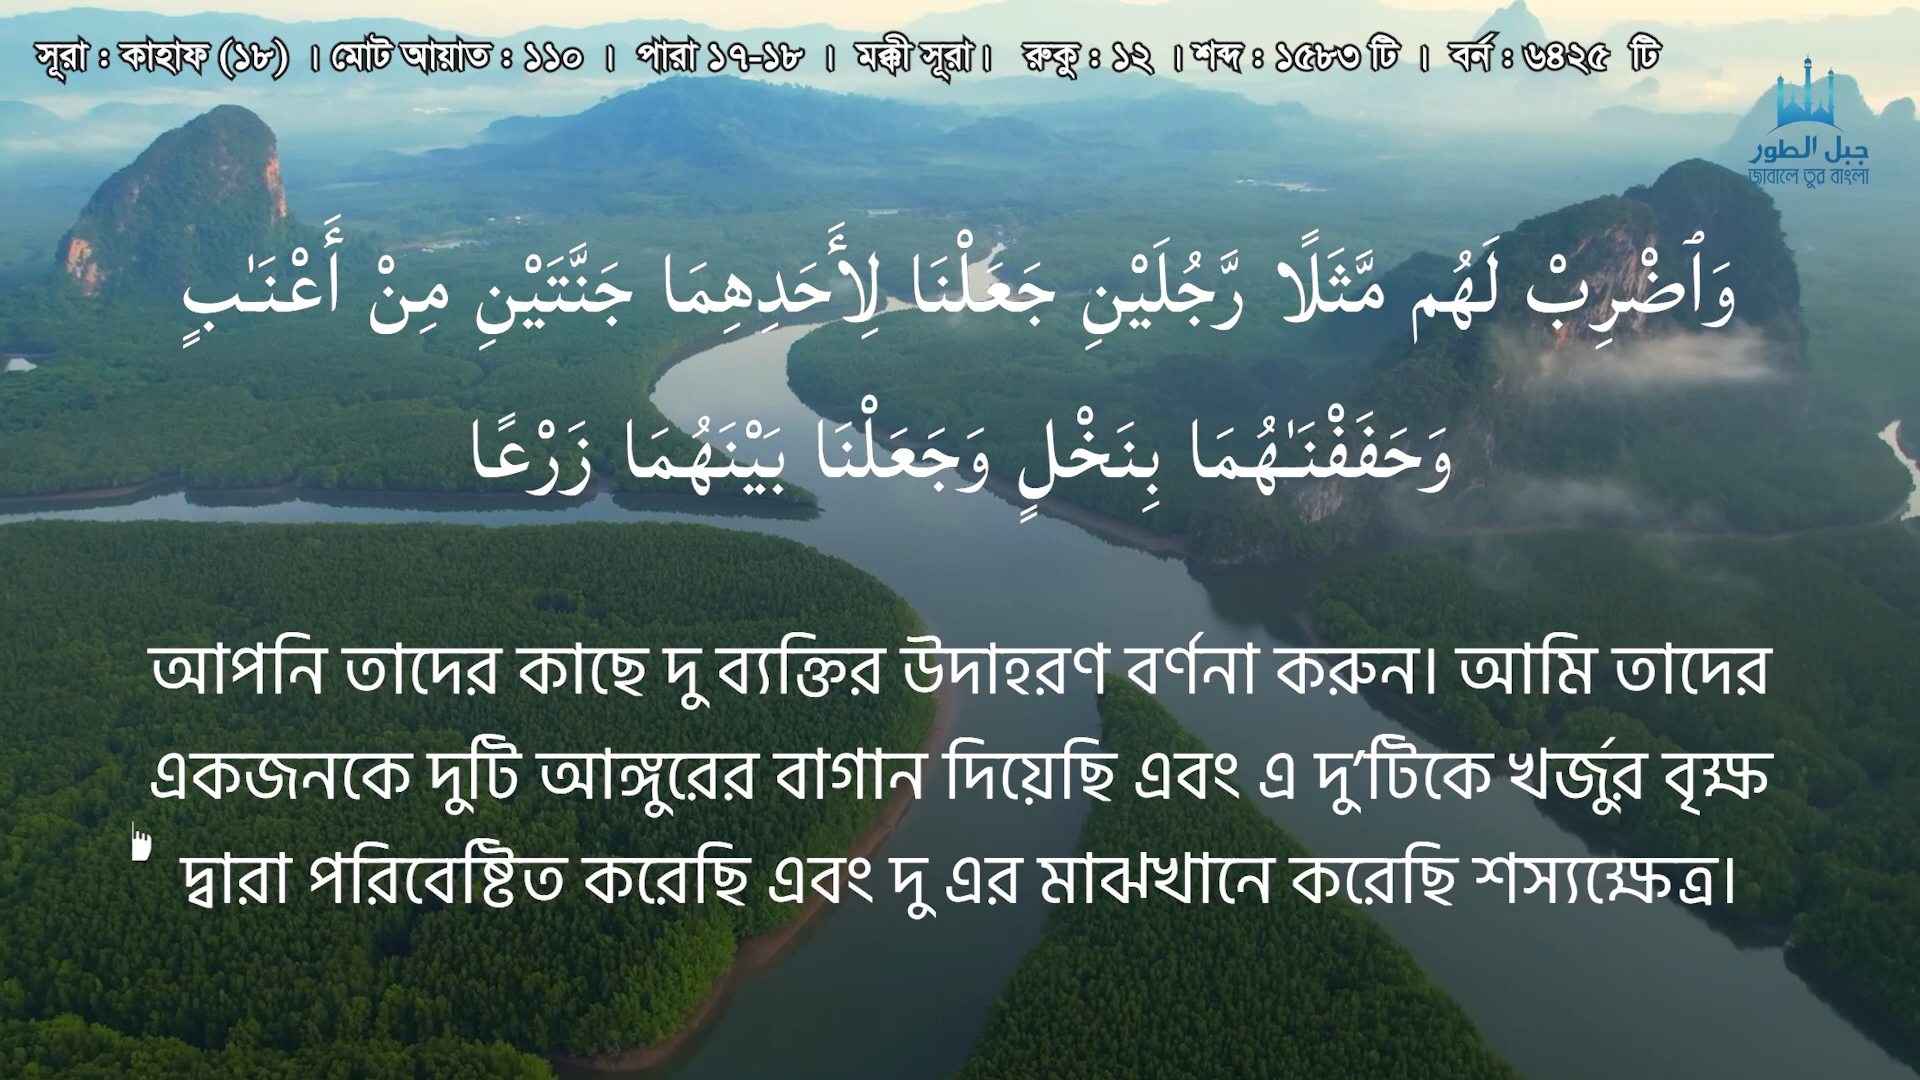 সূরা : কাহাফ (১৮) । মোট আয়াত : ১১০ । পারা ১৭-১৮ । মক্কী সূরা। রুকু : ১২ । শব্দ : ১৫৮৩ টি । বর্ন : ৬৪২৫ টি
جبل الطور
জাবালে তুর বাংলা
وَٱضْرِبْ لَهُم مَّثَلًا رَّجُلَيْنِ جَعَلْنَا لِأَحَدِهِمَا جَنَّتَيْنِ مِنْ أَعْنَـٰبٍ
وَحَفَفْنَـٰهُمَا بِنَخْلٍ وَجَعَلْنَا بَيْنَهُمَا زَرْعًا
আপনি তাদের কাছে দু ব্যক্তির উদাহরণ বর্ণনা করুন। আমি তাদের
একজনকে দুটি আঙ্গুরের বাগান দিয়েছি এবং এ দু’টিকে খর্জুর বৃক্ষ
দ্বারা পরিবেষ্টিত করেছি এবং দু এর মাঝখানে করেছি শস্যক্ষেত্র।